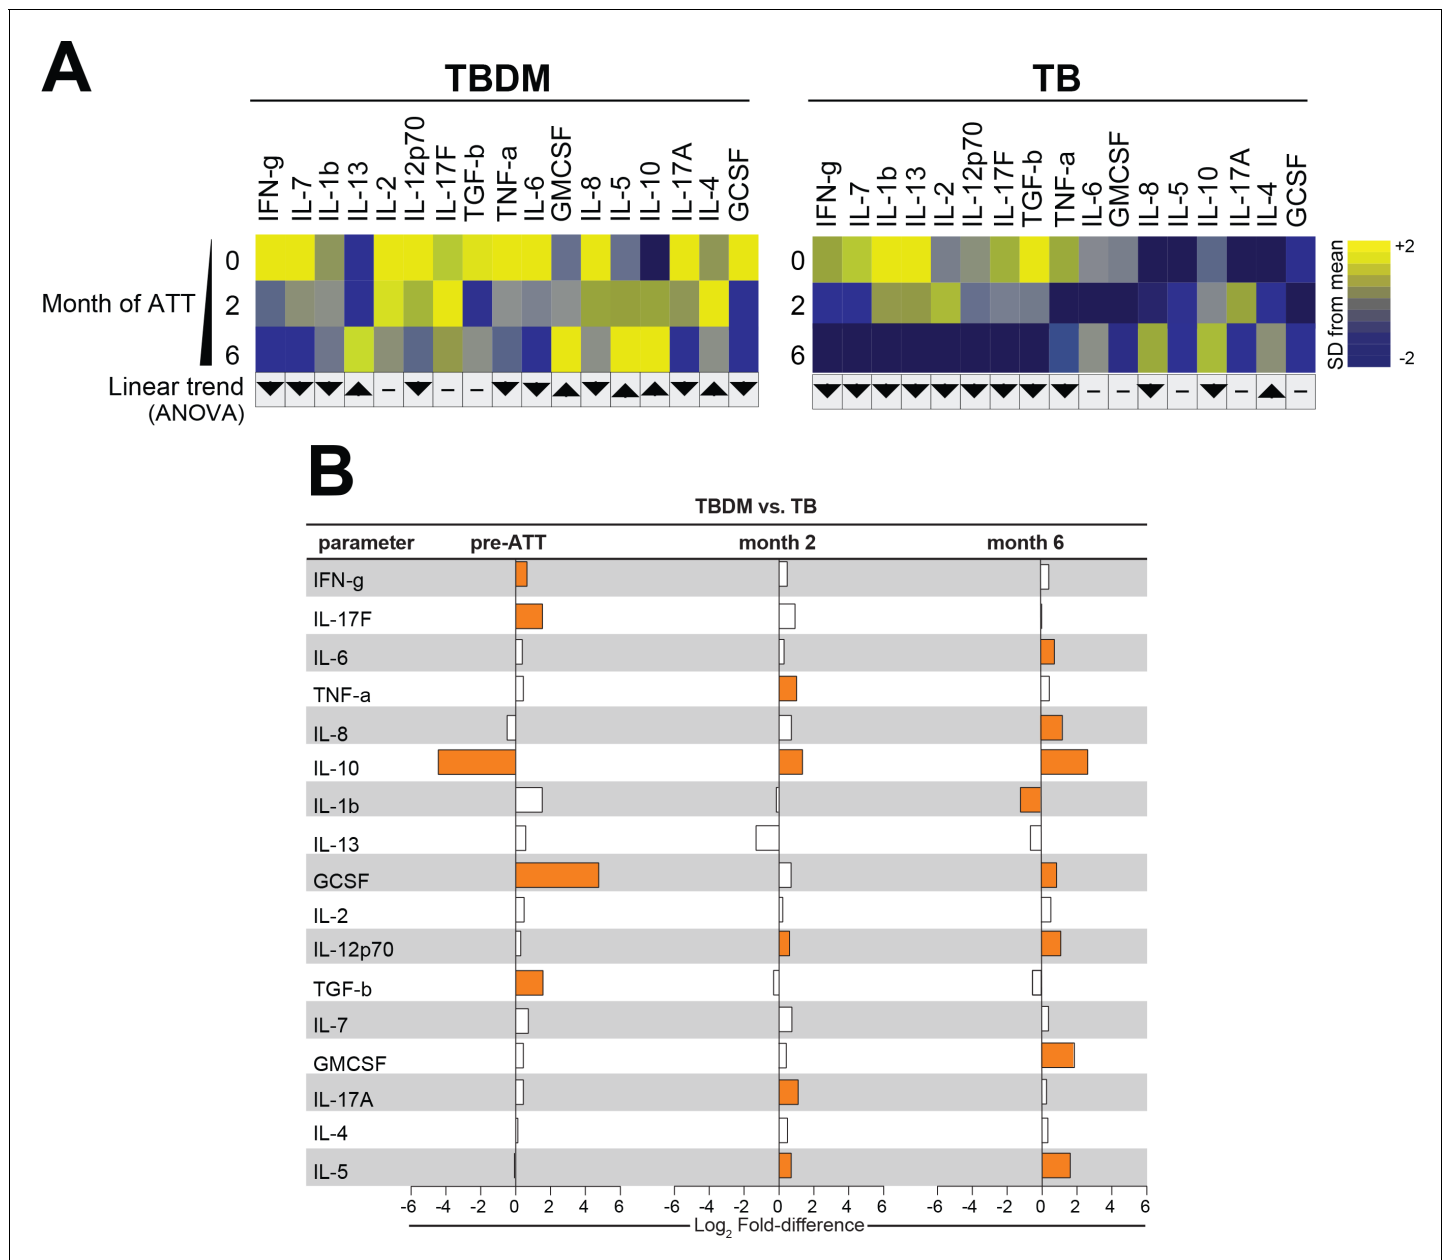 A
TBDM
TB
IFN-g IL-7 IL-1b IL-13 IL-2 IL-12p70 IL-17F TGF-b TNF-a IL-6 GMCSF IL-8 IL-5 IL-10 IL-17A IL-4 GCSF
IFN-g IL-7 IL-1b IL-13 IL-2 IL-12p70 IL-17F TGF-b TNF-a IL-6 GMCSF IL-8 IL-5 IL-10 IL-17A IL-4 GCSF
Month of ATT
0
2
6
0
2
6
SD from mean
+2
-2
Linear trend
(ANOVA)
– – –
– – – – –
B
TBDM vs. TB
parameter pre-ATT month 2 month 6
IFN-g
IL-17F
IL-6
TNF-a
IL-8
IL-10
IL-1b
IL-13
GCSF
IL-2
IL-12p70
TGF-b
IL-7
GMCSF
IL-17A
IL-4
IL-5
-6 -4 -2 0 2 4 6 -6 -4 -2 0 2 4 6 -6 -4 -2 0 2 4 6
Log2 Fold-difference